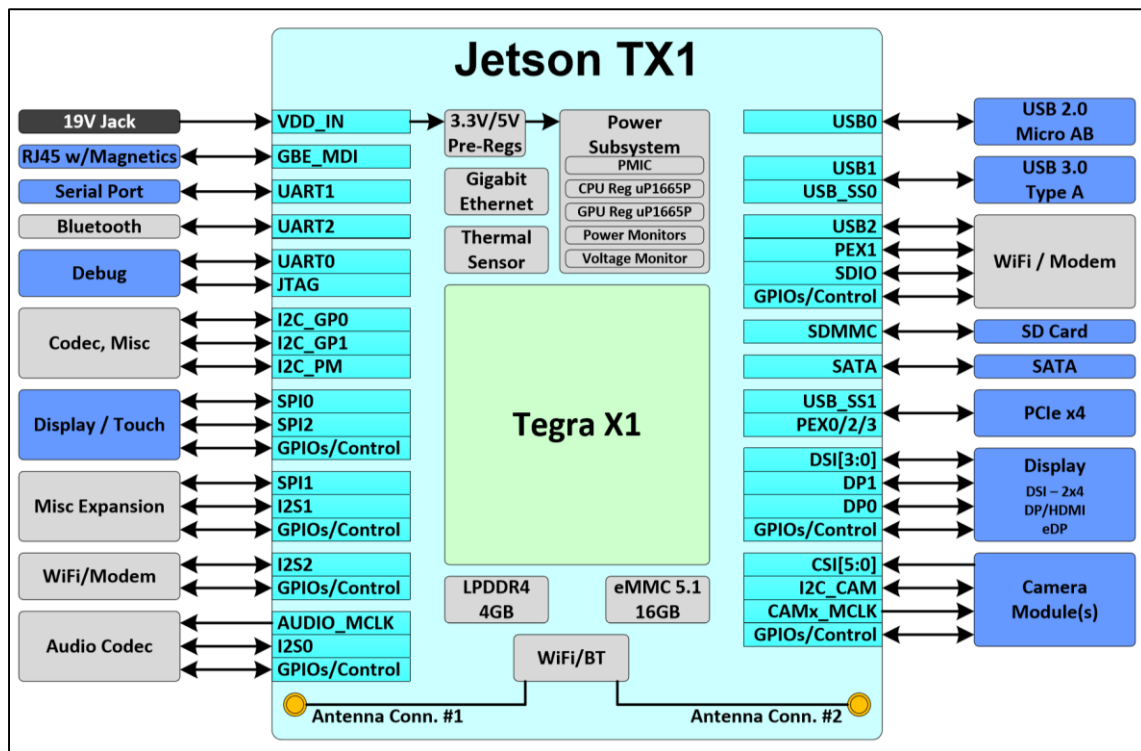 Jetson TX1
19V Jack
RJ45 w/Magnetics
Serial Port
Bluetooth
Debug
Codec, Misc
Display / Touch
Misc Expansion
WiFi/Modem
Audio Codec
VDD_IN
GBE_MDI
UART1
UART2
UART0
JTAG
I2C_GP0
I2C_GP1
I2C_PM
SPI0
SPI2
GPIOs/Control
SPI1
I2S1
GPIOs/Control
I2S2
GPIOs/Control
AUDIO_MCLK
I2S0
GPIOs/Control
3.3V/5V
Pre-Regs
Gigabit
Ethernet
Thermal
Sensor
Power
Subsystem
PMIC
CPU Reg uP1665P
GPU Reg uP1665P
Power Monitors
Voltage Monitor
Tegra X1
LPDDR4
4GB
eMMC 5.1
16GB
WiFi/BT
Antenna Conn. #1
Antenna Conn. #2
USB0
USB1
USB_SS0
USB2
PEX1
SDIO
GPIOs/Control
SDMMC
SATA
USB_SS1
PEX0/2/3
DSI[3:0]
DP1
DP0
GPIOs/Control
CSI[5:0]
I2C_CAM
CAMx_MCLK
GPIOs/Control
USB 2.0
Micro AB
USB 3.0
Type A
WiFi / Modem
SD Card
SATA
PCIe x4
Display
DSI – 2x4
DP/HDMI
eDP
Camera
Module(s)